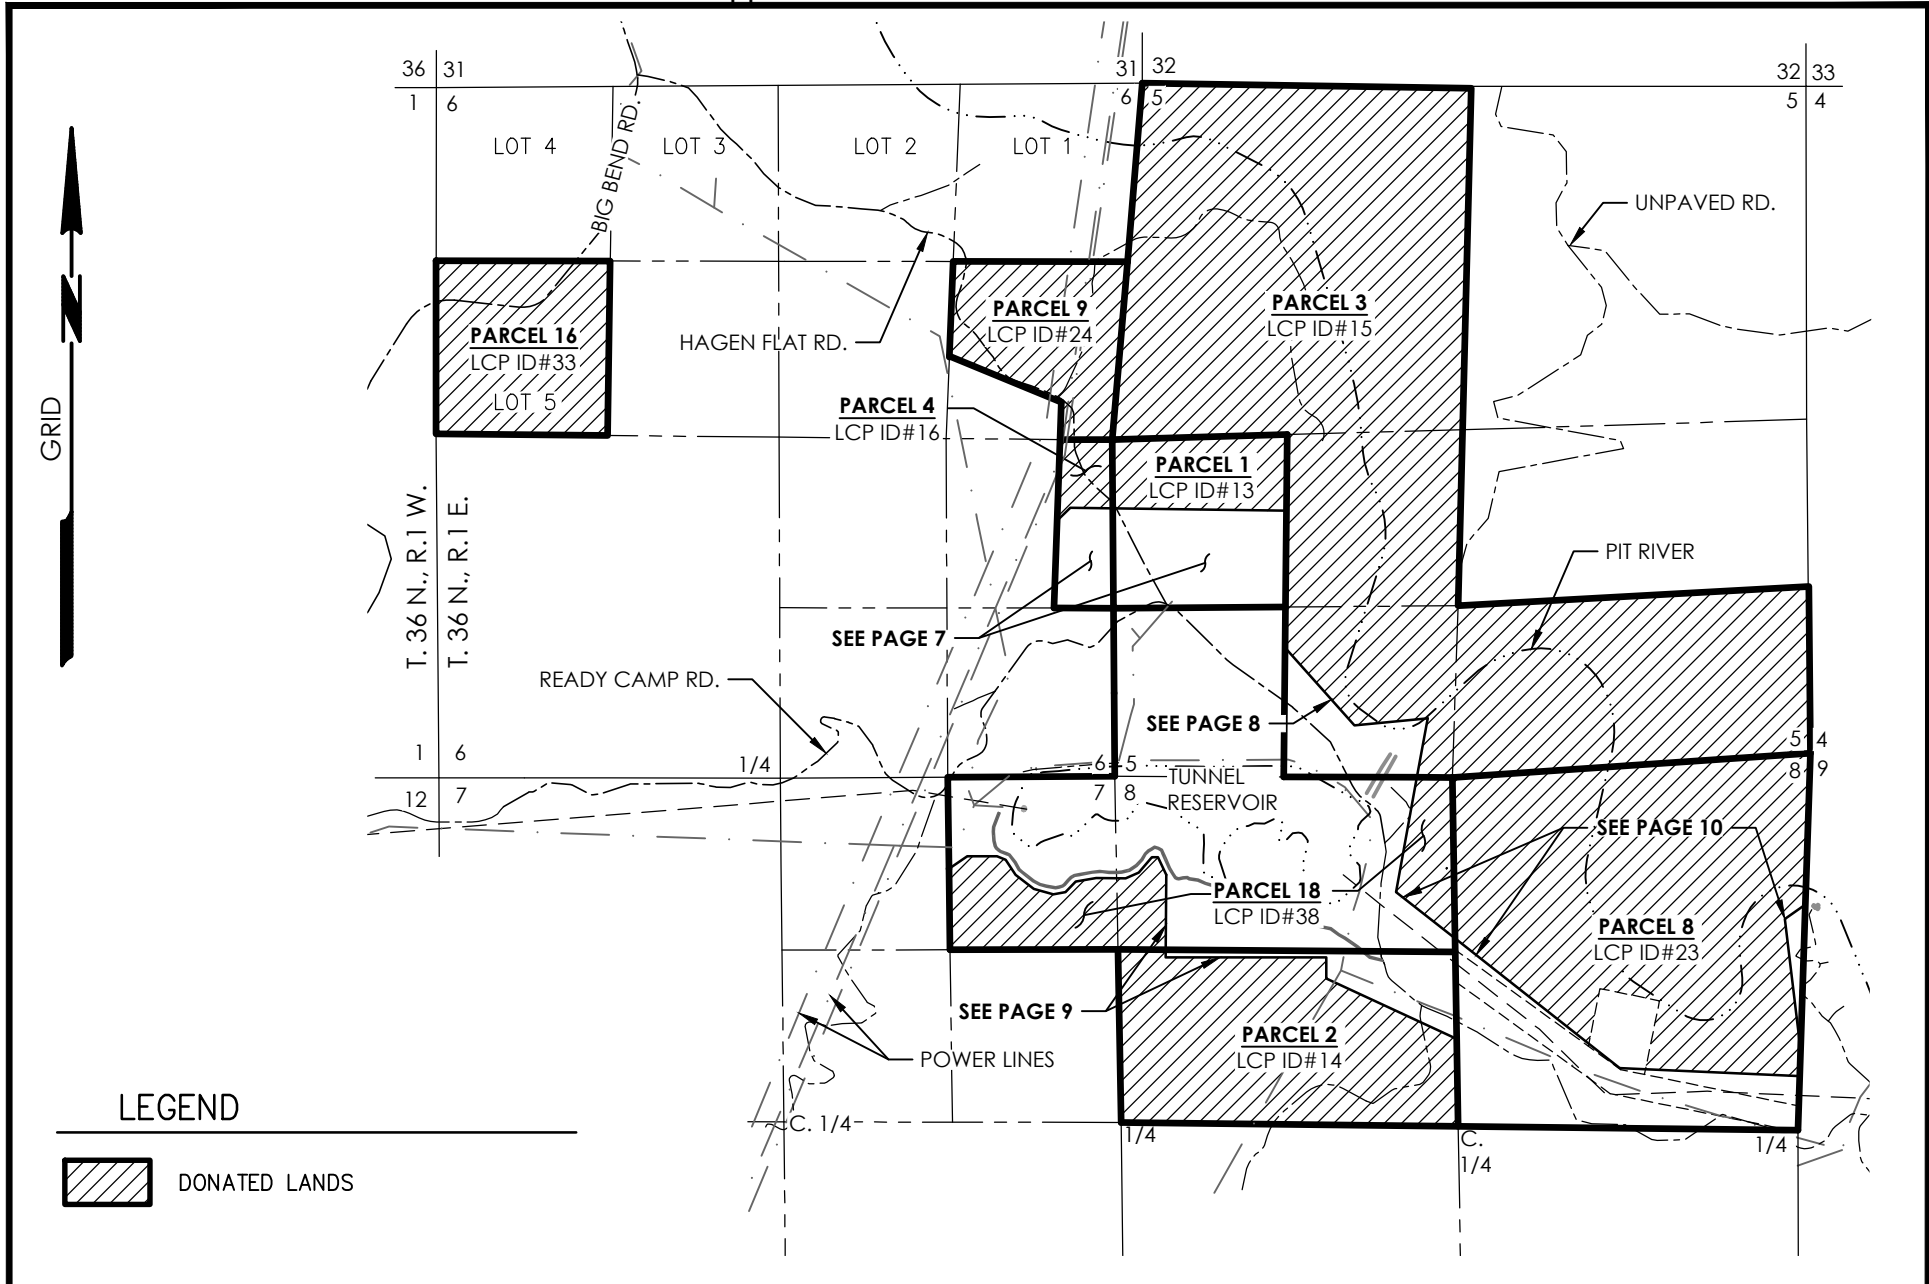 36 31
31 32
32 33
1 6
6 5
5 4
LOT 4
LOT 3
LOT 2
LOT 1
BIG BEND RD.
UNPAVED RD.
N
GRID
PARCEL 16
LCP ID#33
LOT 5
HAGEN FLAT RD.
PARCEL 9
LCP ID#24
PARCEL 3
LCP ID#15
PARCEL 4
LCP ID#16
PARCEL 1
LCP ID#13
T. 36 N., R.1 W.
T. 36 N., R.1 E.
PIT RIVER
SEE PAGE 7
READY CAMP RD.
SEE PAGE 8
1 6
1/4
6 5
5 4
12 7
7 8
8 9
TUNNEL
RESERVOIR
SEE PAGE 10
PARCEL 18
LCP ID#38
PARCEL 8
LCP ID#23
SEE PAGE 9
PARCEL 2
LCP ID#14
POWER LINES
C. 1/4
1/4
C.
1/4
1/4
LEGEND
DONATED LANDS